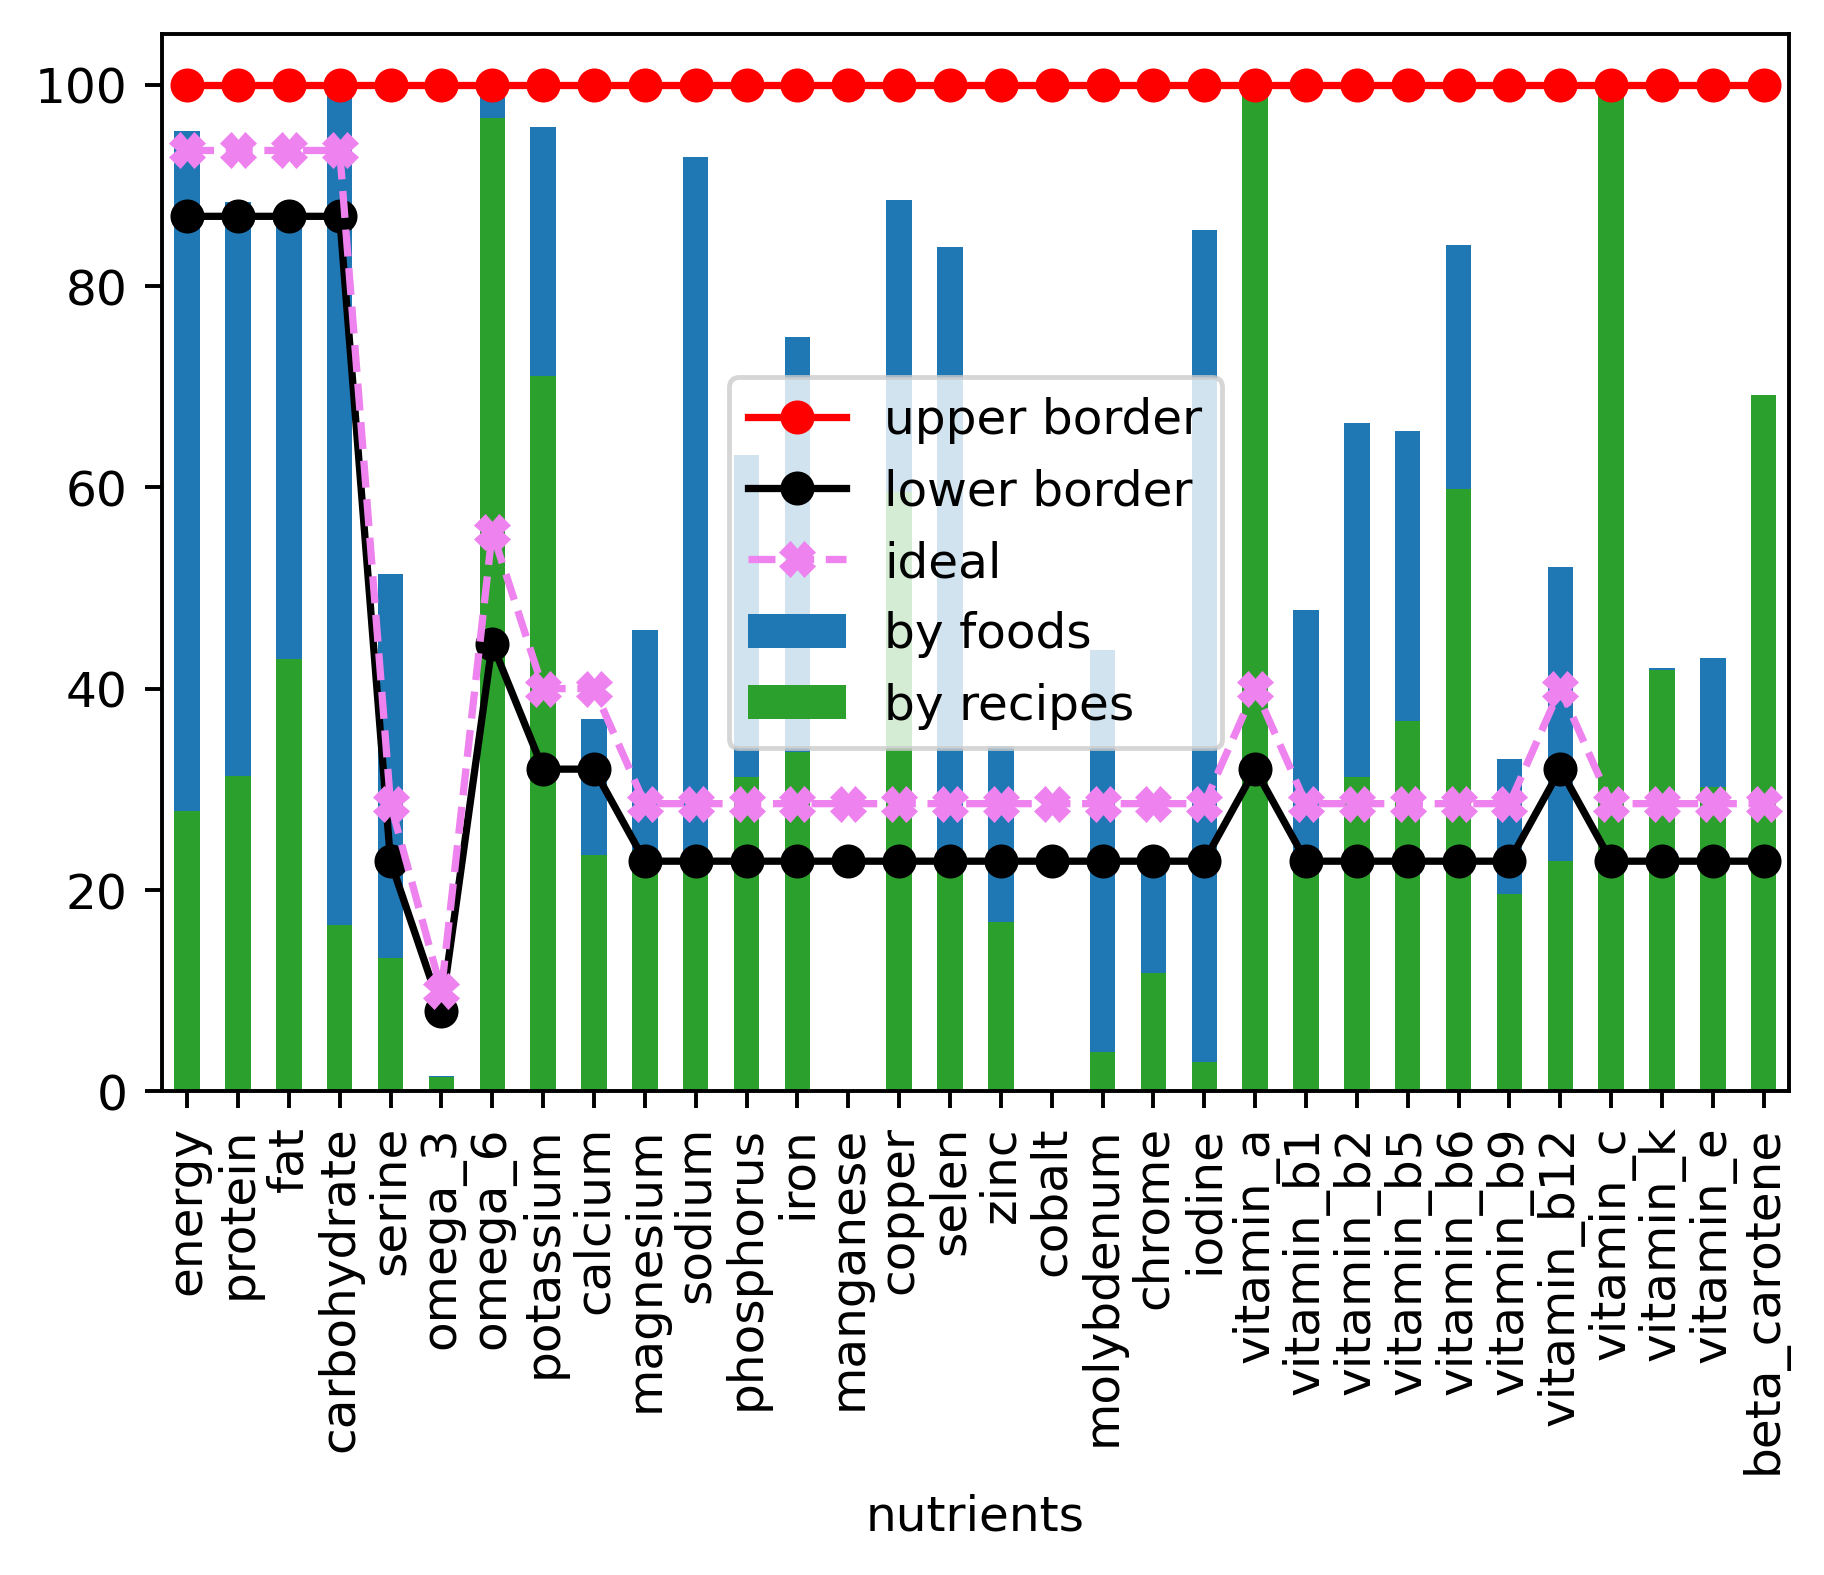 100
80
60
40
20
0
upper border
lower border
ideal
by foods
by recipes
energy
protein
fat
carbohydrate
serine
omega_3
omega_6
potassium
calcium
magnesium
sodium
phosphorus
iron
manganese
copper
selen
zinc
cobalt
molybdenum
chrome
iodine
vitamin_a
vitamin_b1
vitamin_b2
vitamin_b5
vitamin_b6
vitamin_b9
vitamin_b12
vitamin_c
vitamin_k
vitamin_e
beta_carotene
nutrients